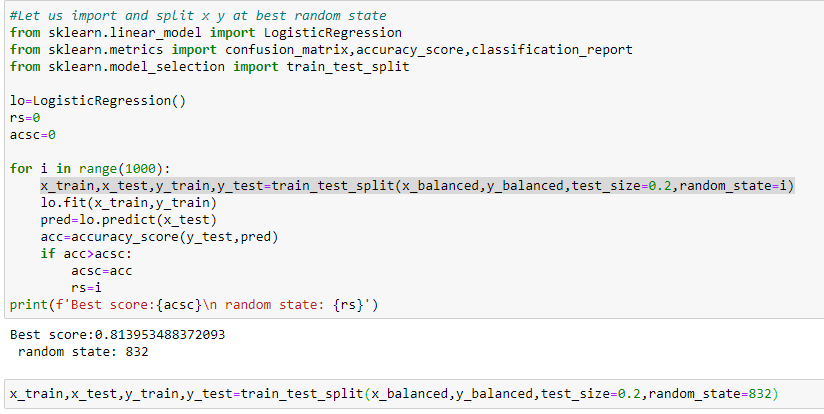 #Let us import and split x y at best random state
from sklearn.linear_model import LogisticRegression
from sklearn.metrics import confusion_matrix,accuracy_score,classification_report
from sklearn.model_selection import train_test_split
lo=LogisticRegression()
rs=0
acsc=0
for i in range(1000):
    x_train,x_test,y_train,y_test=train_test_split(x_balanced,y_balanced,test_size=0.2,random_state=i)
    lo.fit(x_train,y_train)
    pred=lo.predict(x_test)
    acc=accuracy_score(y_test,pred)
    if acc>acsc:
        acsc=acc
        rs=i
print(f'Best score:{acsc}\n random state: {rs}')
Best score:0.813953488372093
 random state: 832
x_train,x_test,y_train,y_test=train_test_split(x_balanced,y_balanced,test_size=0.2,random_state=832)